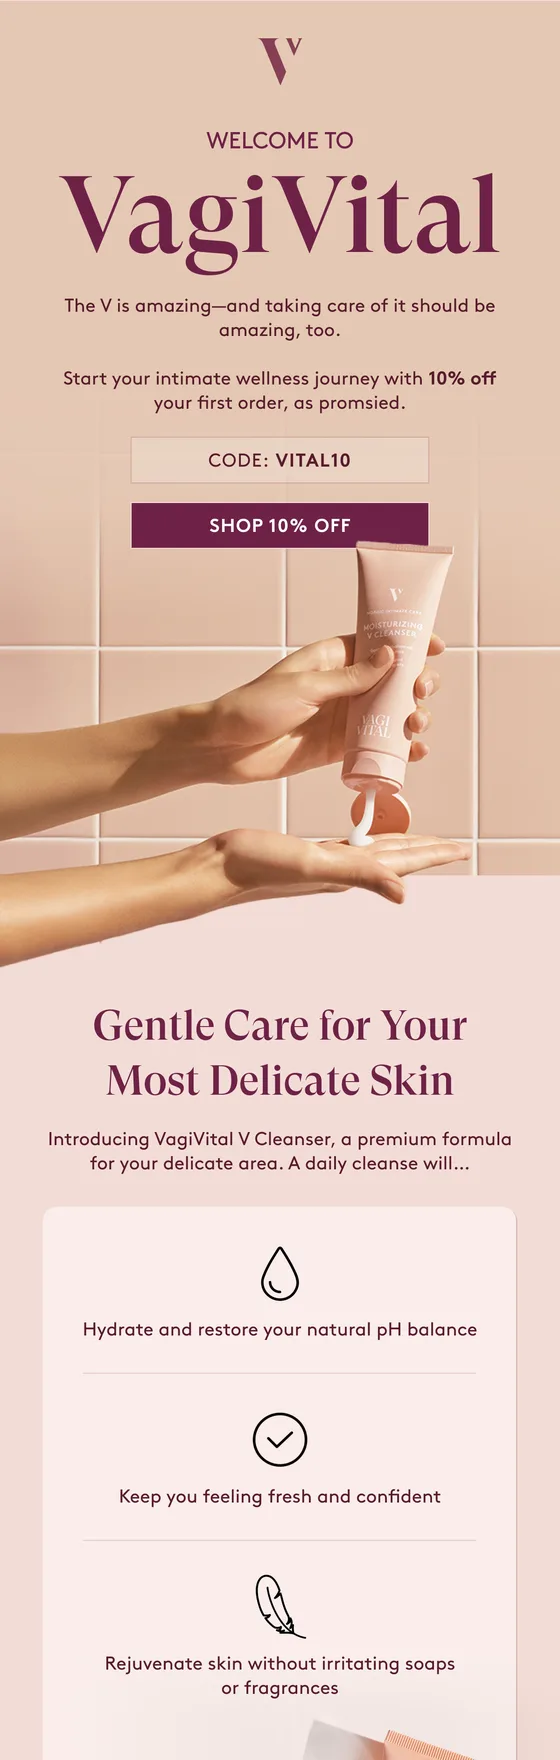 WELCOME TO
VagiVital
The V is amazing—and taking care of it should be
amazing, too.
Start your intimate wellness journey with 10% off
your first order, as promsied.
CODE: VITAL10
SHOP 10% OFF
V
MOISTURIZING
V CLEANSER
VAGI
VITAL
Gentle Care for Your
Most Delicate Skin
Introducing VagiVital V Cleanser, a premium formula
for your delicate area. A daily cleanse will...
Hydrate and restore your natural pH balance
Keep you feeling fresh and confident
Rejuvenate skin without irritating soaps
or fragrances